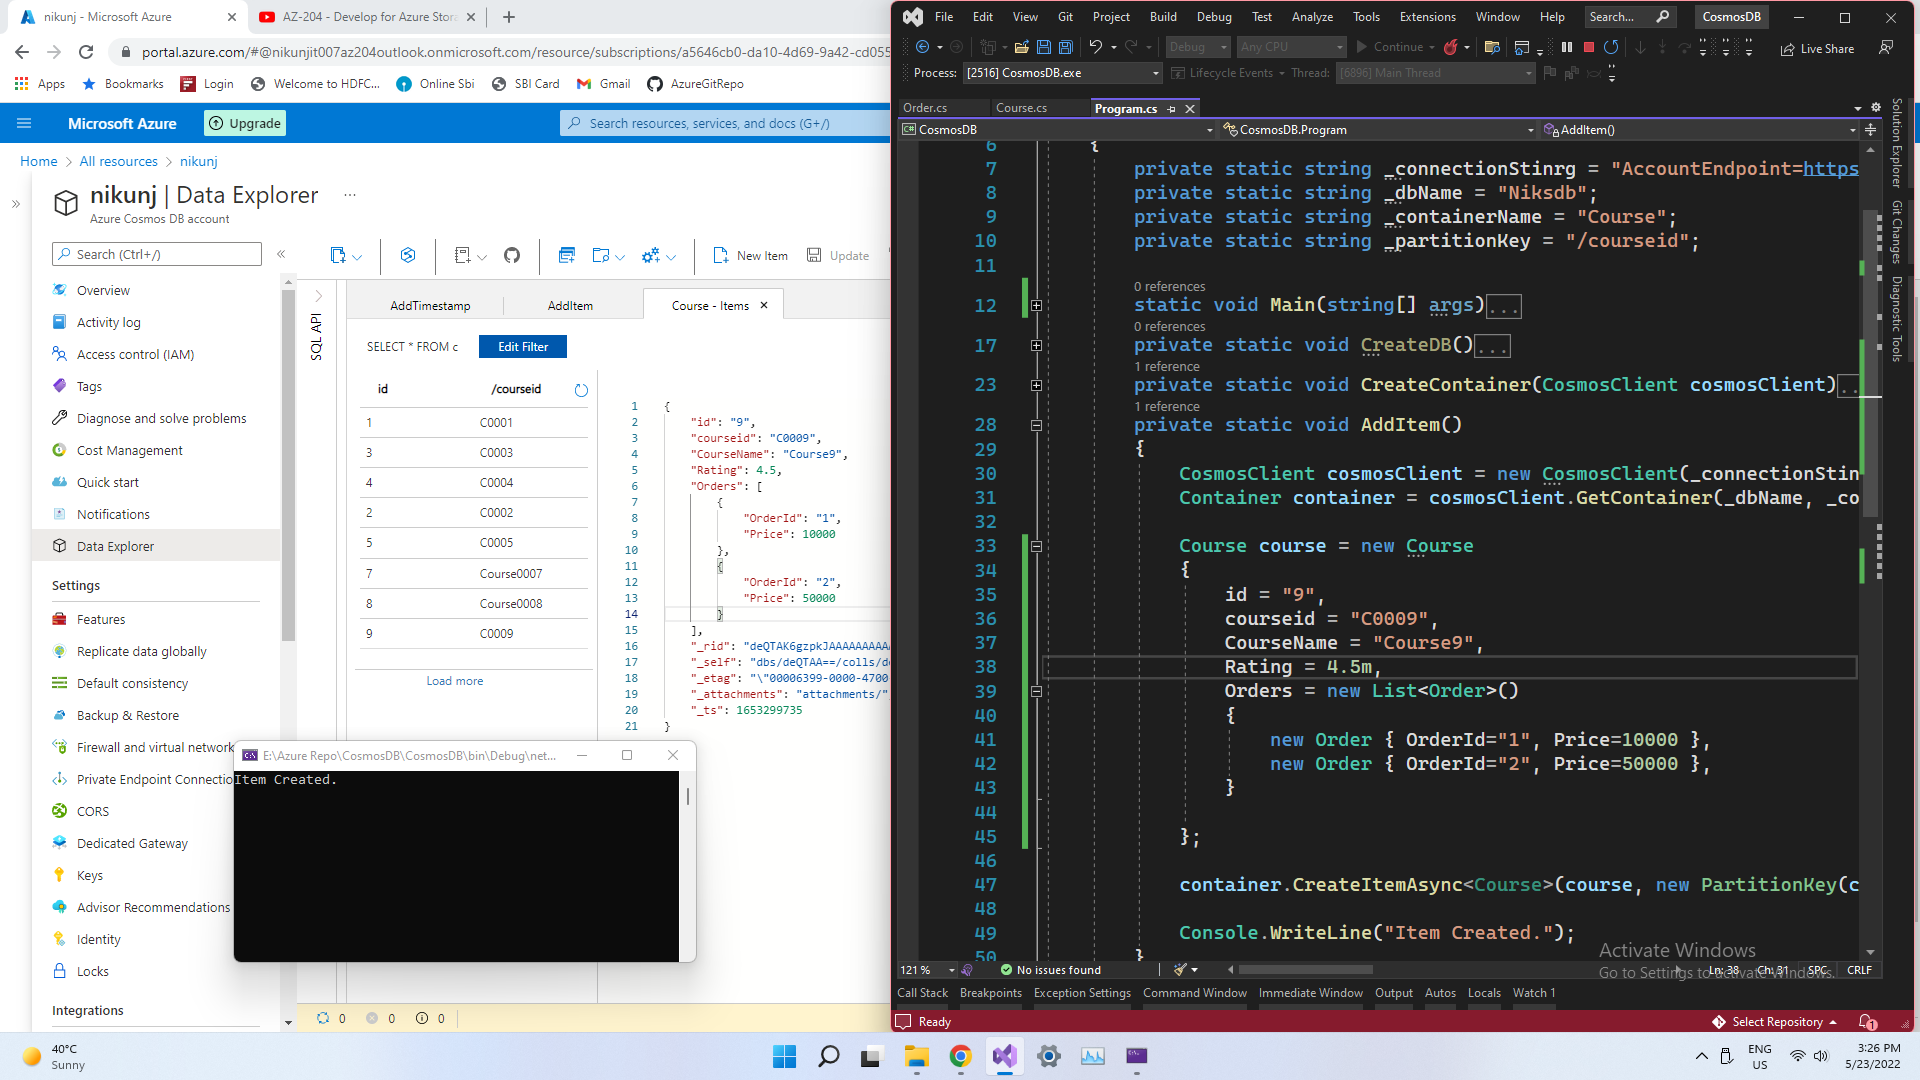 nikunj - Microsoft Azure
AZ-204 - Develop for Azure Stora
portal.azure.com/#@nikunjit007az204outlook.onmicrosoft.com/resource/subscriptions/a5646cb0-da10-4d69-9a42-cd055
Apps
Bookmarks
Login
Welcome to HDFC...
Online Sbi
SBI Card
Gmail
AzureGitRepo
Microsoft Azure
Upgrade
Search resources, services, and docs (G+/)
Home > All resources > nikunj
nikunj | Data Explorer ...
Azure Cosmos DB account
Search (Ctrl+/)
Overview
Activity log
Access control (IAM)
Tags
Diagnose and solve problems
Cost Management
Quick start
Notifications
Data Explorer
Settings
Features
Replicate data globally
Default consistency
Backup & Restore
Firewall and virtual network
Private Endpoint Connectio
CORS
Dedicated Gateway
Keys
Advisor Recommendations
Identity
Locks
Integrations
New Item
Update
SQL API
AddTimestamp
AddItem
Course - Items
SELECT * FROM c
Edit Filter
id /courseid
1 C0001
3 C0003
4 C0004
2 C0002
5 C0005
7 Course0007
8 Course0008
9 C0009
Load more
1 {
2 "id": "9",
3 "courseid": "C0009",
4 "CourseName": "Course9",
5 "Rating": 4.5,
6 "Orders": [
7 {
8 "OrderId": "1",
9 "Price": 10000
10 },
11 {
12 "OrderId": "2",
13 "Price": 50000
14 }
15 ],
16 "_rid": "deQTAK6gzpkJAAAAAAAAA
17 "_self": "dbs/deQTAA==/colls/d
18 "_etag": "\"00006399-0000-4700
19 "_attachments": "attachments/"
20 "_ts": 1653299735
21 }
0 0 0
E:\Azure Repo\CosmosDB\CosmosDB\bin\Debug\net...
Item Created.
File Edit View Git Project Build Debug Test Analyze Tools Extensions Window Help
Search...
CosmosDB
Debug
Any CPU
Continue
Live Share
Process: [2516] CosmosDB.exe
Lifecycle Events
Thread: [6896] Main Thread
Order.cs
Course.cs
Program.cs
CosmosDB
CosmosDB.Program
AddItem()
6 {
7 private static string _connectionStinrg = "AccountEndpoint=https
8 private static string _dbName = "Niksdb";
9 private static string _containerName = "Course";
10 private static string _partitionKey = "/courseid";
11
0 references
12 static void Main(string[] args)...
0 references
17 private static void CreateDB()...
1 reference
23 private static void CreateContainer(CosmosClient cosmosClient)..
1 reference
28 private static void AddItem()
29 {
30 CosmosClient cosmosClient = new CosmosClient(_connectionStin
31 Container container = cosmosClient.GetContainer(_dbName, _co
32
33 Course course = new Course
34 {
35 id = "9",
36 courseid = "C0009",
37 CourseName = "Course9",
38 Rating = 4.5m,
39 Orders = new List<Order>()
40 {
41 new Order { OrderId="1", Price=10000 },
42 new Order { OrderId="2", Price=50000 },
43 }
44
45 };
46
47 container.CreateItemAsync<Course>(course, new PartitionKey(c
48
49 Console.WriteLine("Item Created.");
50 }
Solution Explorer
Git Changes
Diagnostic Tools
Activate Windows
Go to Settings to activate Windows.
121 %
No issues found
Ln: 38 Ch: 31 SPC CRLF
Call Stack Breakpoints Exception Settings Command Window Immediate Window Output Autos Locals Watch 1
Ready
Select Repository
1
40°C
Sunny
ENG
US
3:26 PM
5/23/2022